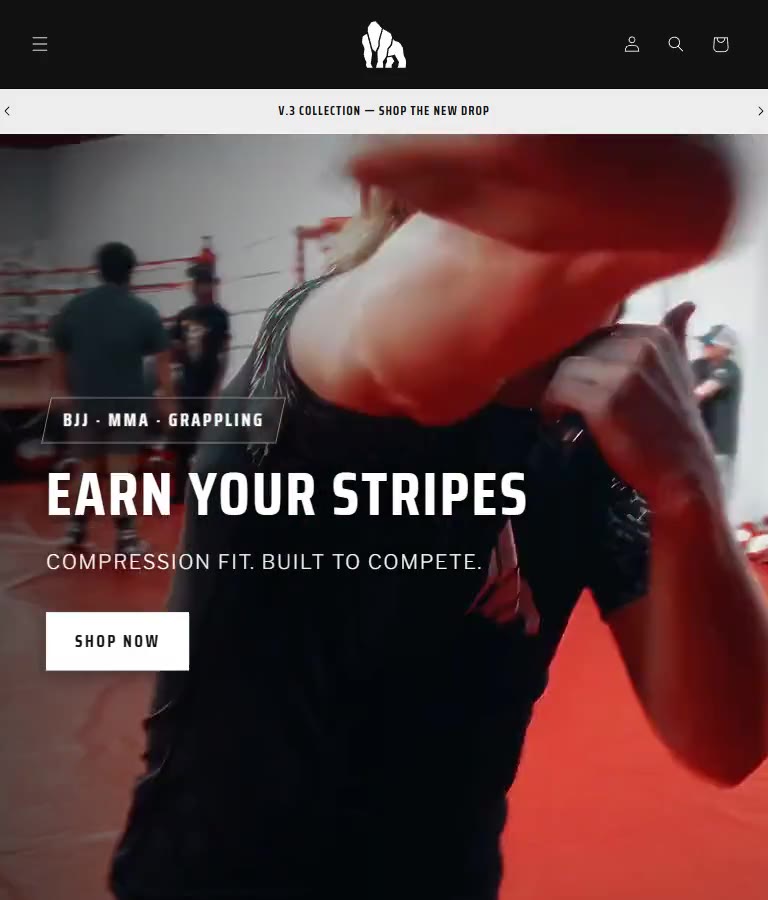 V.3 COLLECTION — SHOP THE NEW DROP
BJJ · MMA · GRAPPLING
EARN YOUR STRIPES
COMPRESSION FIT. BUILT TO COMPETE.
SHOP NOW